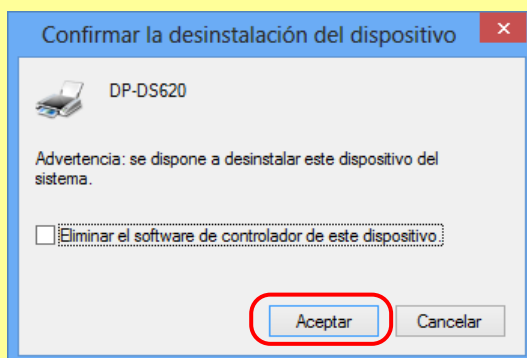 Confirmar la desinstalación del dispositivo
DP-DS620
Advertencia: se dispone a desinstalar este dispositivo del
sistema.
Eliminar el software de controlador de este dispositivo.
Aceptar
Cancelar